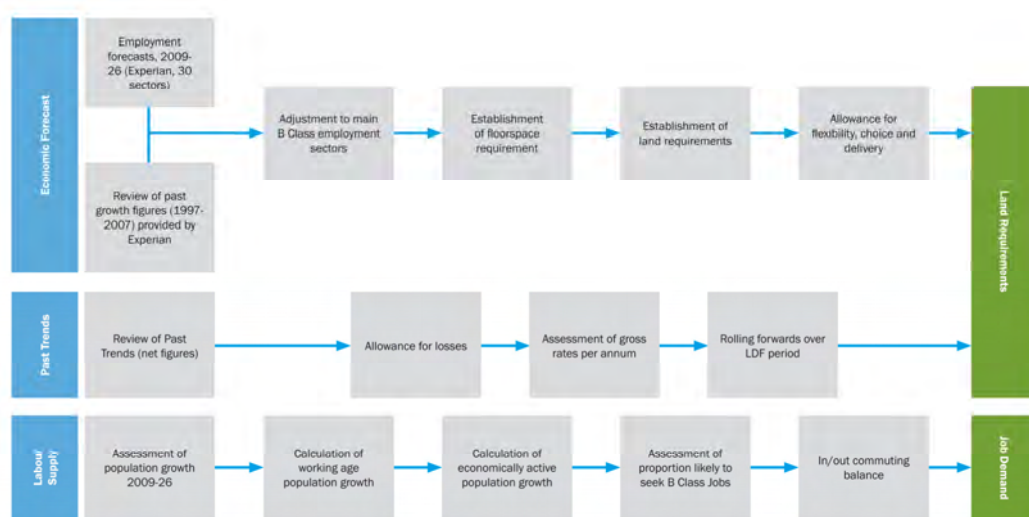 Economic Forecast
Employment
forecasts, 2009-
26 (Experian, 30
sectors)
Review of past
growth figures (1997-
2007) provided by
Experian
Adjustment to main
B Class employment
sectors
Establishment
of floorspace
requirement
Establishment of
land requirements
Allowance for
flexibility, choice and
delivery
Land Requirements
Past Trends
Review of Past
Trends (net figures)
Allowance for losses
Assessment of gross
rates per annum
Rolling forwards over
LDF period
Labour/
Supply
Assessment of
population growth
2009-26
Calculation of
working age
population growth
Calculation of
economically active
population growth
Assessment of
proportion likely to
seek B Class Jobs
In/out commuting
balance
Job Demand